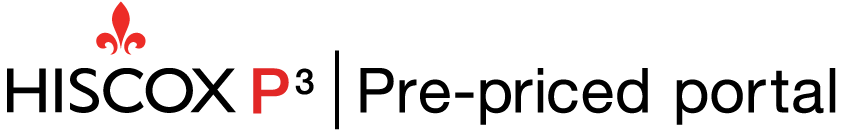 HISCOX P³ | Pre-priced portal